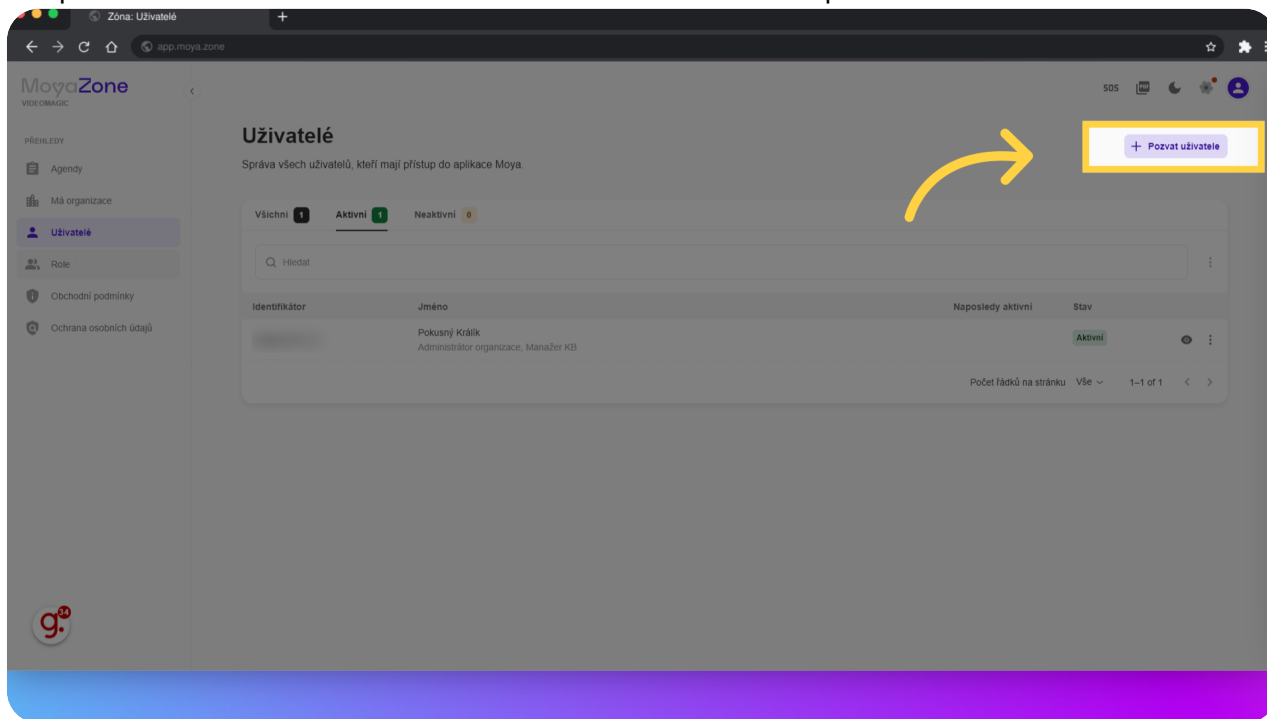 Zóna: Uživatelé
app.moya.zone
MoyaZone
VIDEOMAGIC
SOS
PŘEHLEDY
Agendy
Má organizace
Uživatelé
Role
Obchodní podmínky
Ochrana osobních údajů
Uživatelé
Správa všech uživatelů, kteří mají přístup do aplikace Moya.
+ Pozvat uživatele
Všichni 1 Aktivní 1 Neaktivní 0
Hledat
Identifikátor Jméno Naposledy aktivní Stav
Pokusný Králík Aktivní
Administrátor organizace, Manažer KB
Počet řádků na stránku Vše 1–1 of 1
g. 34